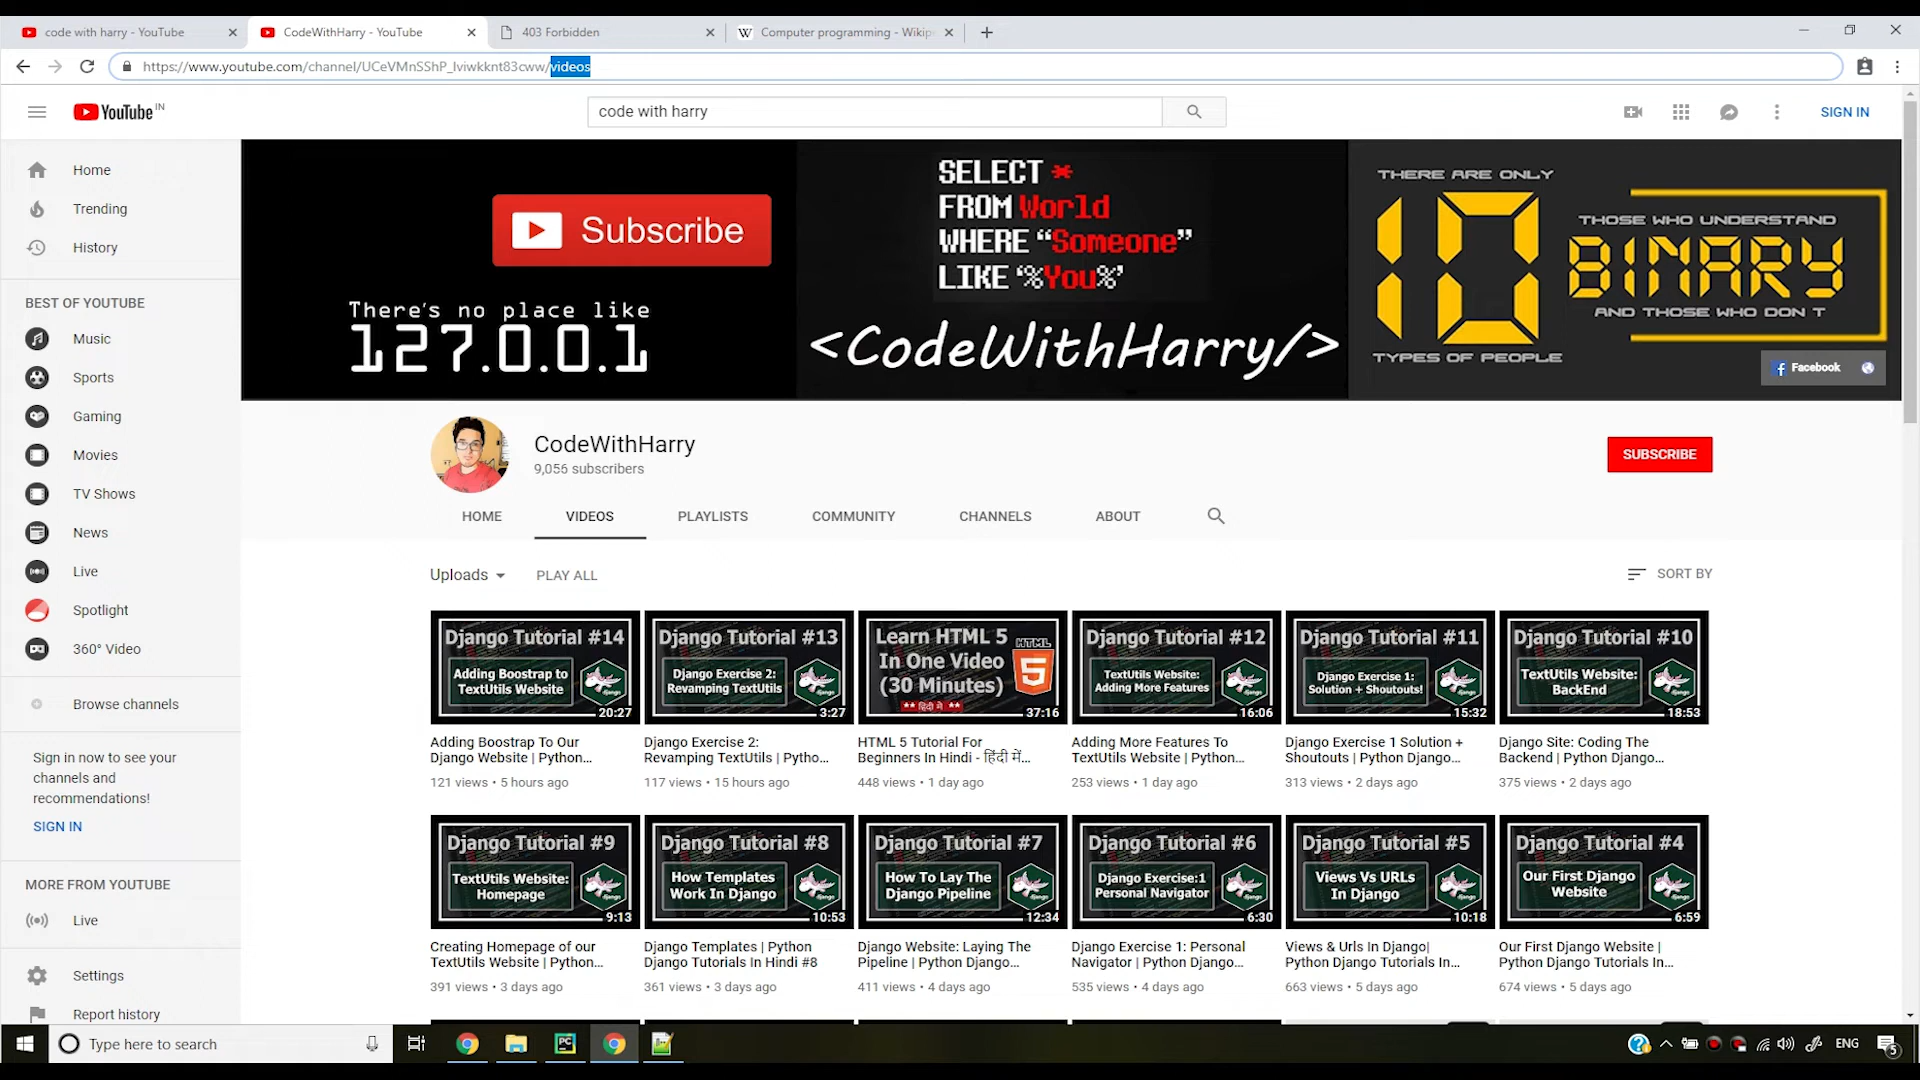 code with harry - YouTube
CodeWithHarry - YouTube
403 Forbidden
Computer programming - Wikip
https://www.youtube.com/channel/UCeVMnSShP_Iviwkknt83cww/videos
YouTube IN
code with harry
SIGN IN
Home
Trending
History
BEST OF YOUTUBE
Music
Sports
Gaming
Movies
TV Shows
News
Live
Spotlight
360° Video
Browse channels
Sign in now to see your
channels and
recommendations!
SIGN IN
MORE FROM YOUTUBE
Live
Settings
Report history
Subscribe
There's no place like
127.0.0.1
SELECT *
FROM World
WHERE “Someone”
LIKE ‘%You%’
<CodeWithHarry/>
THERE ARE ONLY
10
TYPES OF PEOPLE
THOSE WHO UNDERSTAND
BINARY
AND THOSE WHO DON T
Facebook
CodeWithHarry
9,056 subscribers
SUBSCRIBE
HOME
VIDEOS
PLAYLISTS
COMMUNITY
CHANNELS
ABOUT
Uploads
PLAY ALL
SORT BY
Django Tutorial #14
Adding Boostrap to
TextUtils Website
django
20:27
Adding Boostrap To Our
Django Website | Python...
121 views • 5 hours ago
Django Tutorial #13
Django Exercise 2:
Revamping TextUtils
django
3:27
Django Exercise 2:
Revamping TextUtils | Pytho...
117 views • 15 hours ago
Learn HTML 5
In One Video
(30 Minutes)
HTML
5
** हिंदी में **
37:16
HTML 5 Tutorial For
Beginners In Hindi - हिंदी में...
448 views • 1 day ago
Django Tutorial #12
TextUtils Website:
Adding More Features
django
16:06
Adding More Features To
TextUtils Website | Python...
253 views • 1 day ago
Django Tutorial #11
Django Exercise 1:
Solution + Shoutouts!
django
15:32
Django Exercise 1 Solution +
Shoutouts | Python Django...
313 views • 2 days ago
Django Tutorial #10
TextUtils Website:
BackEnd
django
18:53
Django Site: Coding The
Backend | Python Django...
375 views • 2 days ago
Django Tutorial #9
TextUtils Website:
Homepage
django
9:13
Creating Homepage of our
TextUtils Website | Python...
391 views • 3 days ago
Django Tutorial #8
How Templates
Work In Django
django
10:53
Django Templates | Python
Django Tutorials In Hindi #8
361 views • 3 days ago
Django Tutorial #7
How To Lay The
Django Pipeline
django
12:34
Django Website: Laying The
Pipeline | Python Django...
411 views • 4 days ago
Django Tutorial #6
Django Exercise:1
Personal Navigator
django
6:30
Django Exercise 1: Personal
Navigator | Python Django...
535 views • 4 days ago
Django Tutorial #5
Views Vs URLs
In Django
django
10:18
Views & Urls In Django|
Python Django Tutorials In...
663 views • 5 days ago
Django Tutorial #4
Our First Django
Website
django
6:59
Our First Django Website |
Python Django Tutorials In...
674 views • 5 days ago
Type here to search
PC
ENG
5